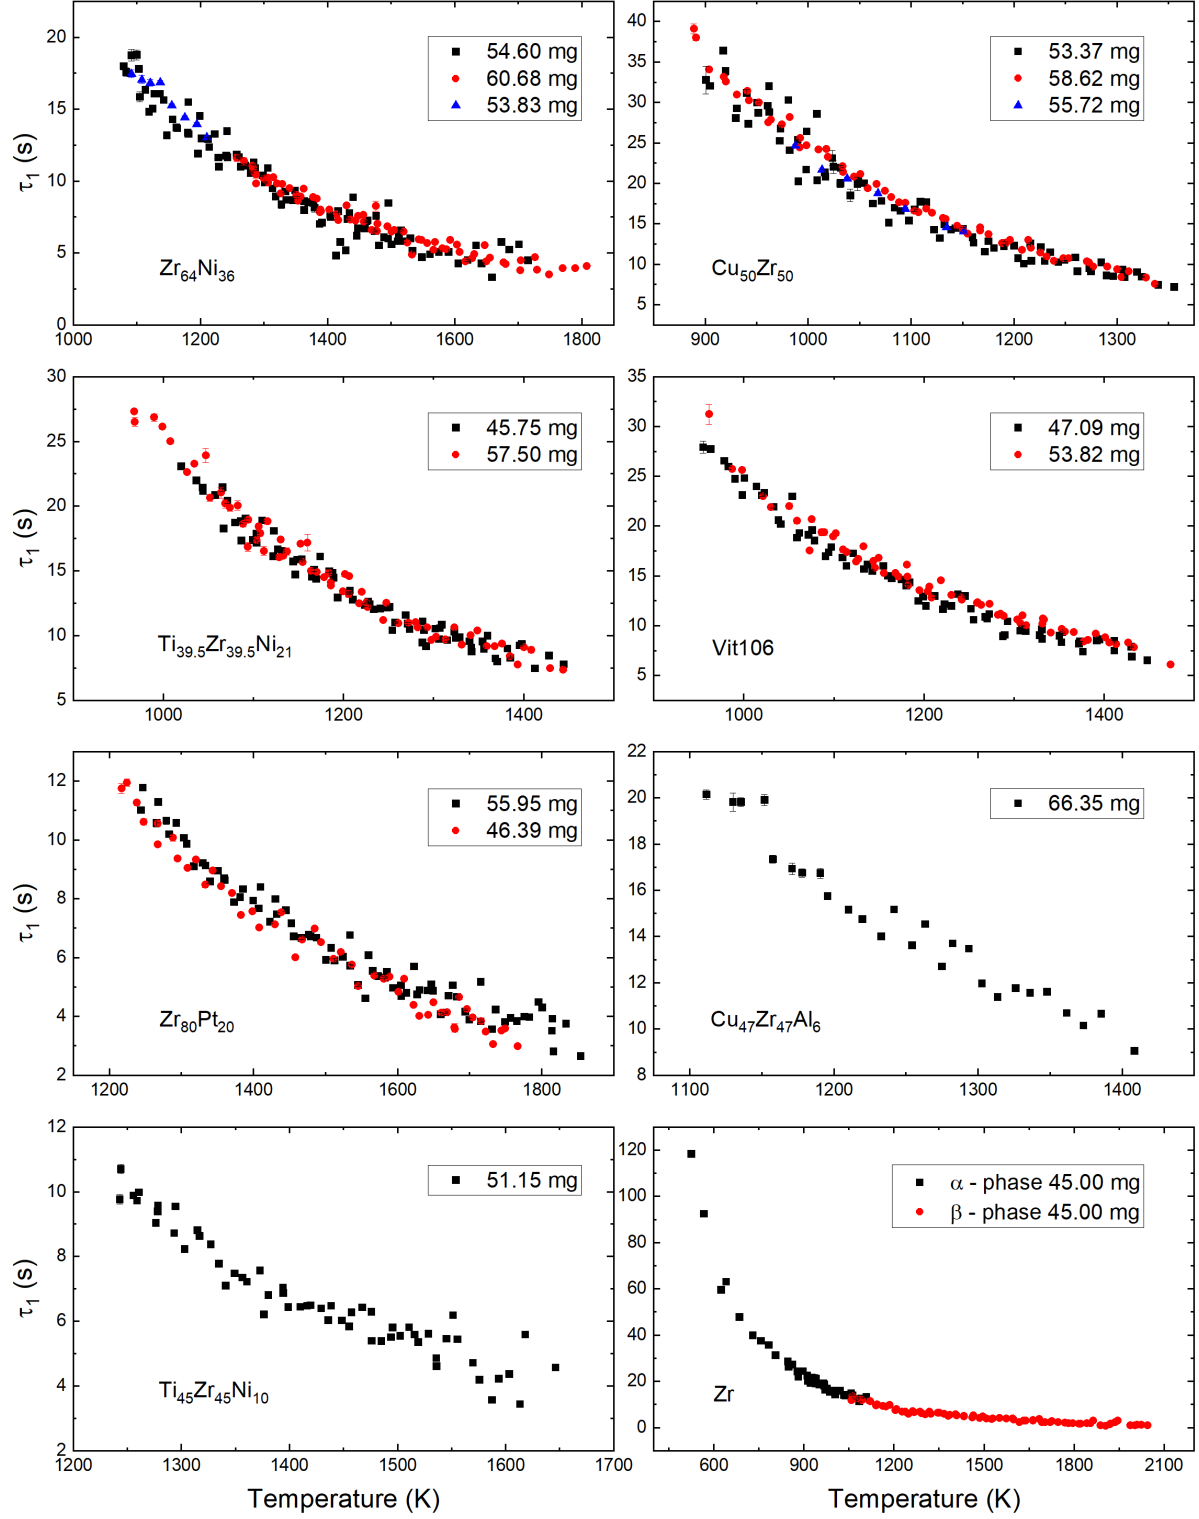 20
15
10
5
0
1000
1200
1400
1600
1800
τ₁ (s)
54.60 mg
60.68 mg
53.83 mg
Zr₆₄Ni₃₆
40
35
30
25
20
15
10
5
900
1000
1100
1200
1300
53.37 mg
58.62 mg
55.72 mg
Cu₅₀Zr₅₀
30
25
20
15
10
5
1000
1200
1400
τ₁ (s)
45.75 mg
57.50 mg
Ti₃₉.₅Zr₃₉.₅Ni₂₁
35
30
25
20
15
10
5
1000
1200
1400
47.09 mg
53.82 mg
Vit106
12
10
8
6
4
2
1200
1400
1600
1800
τ₁ (s)
55.95 mg
46.39 mg
Zr₈₀Pt₂₀
22
20
18
16
14
12
10
8
1100
1200
1300
1400
66.35 mg
Cu₄₇Zr₄₇Al₆
12
10
8
6
4
2
1200
1300
1400
1500
1600
1700
τ₁ (s)
51.15 mg
Ti₄₅Zr₄₅Ni₁₀
Temperature (K)
120
100
80
60
40
20
0
600
900
1200
1500
1800
2100
α - phase 45.00 mg
β - phase 45.00 mg
Zr
Temperature (K)